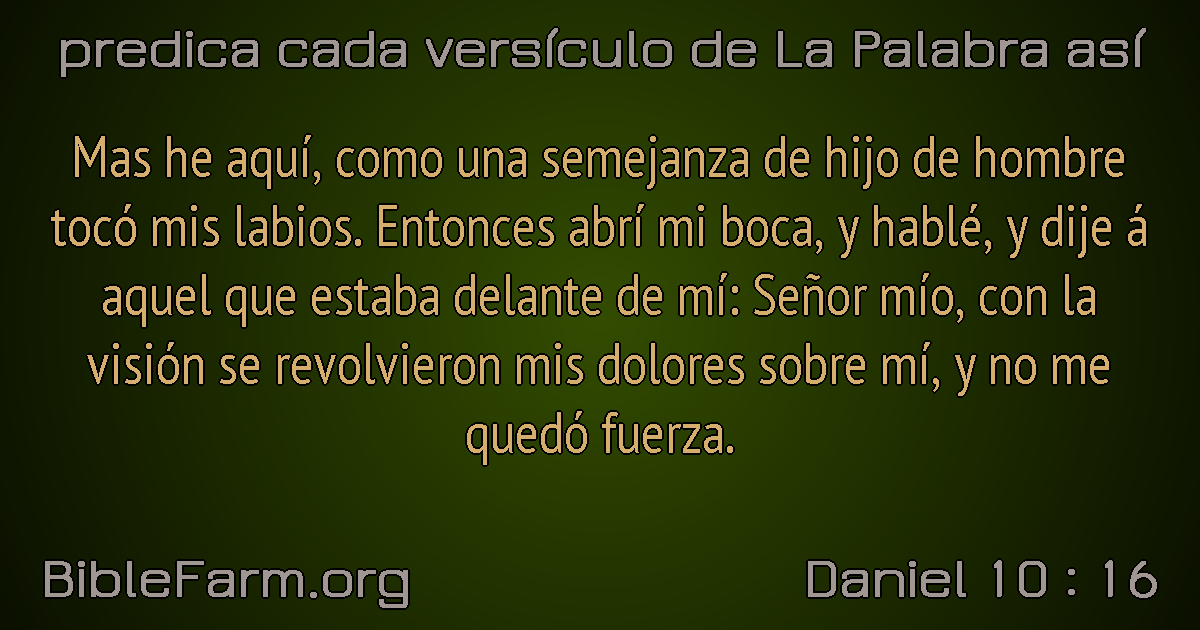 predica cada versículo de La Palabra así
Mas he aquí, como una semejanza de hijo de hombre
tocó mis labios. Entonces abrí mi boca, y hablé, y dije á
aquel que estaba delante de mí: Señor mío, con la
visión se revolvieron mis dolores sobre mí, y no me
quedó fuerza.
BibleFarm.org
Daniel 10 : 16